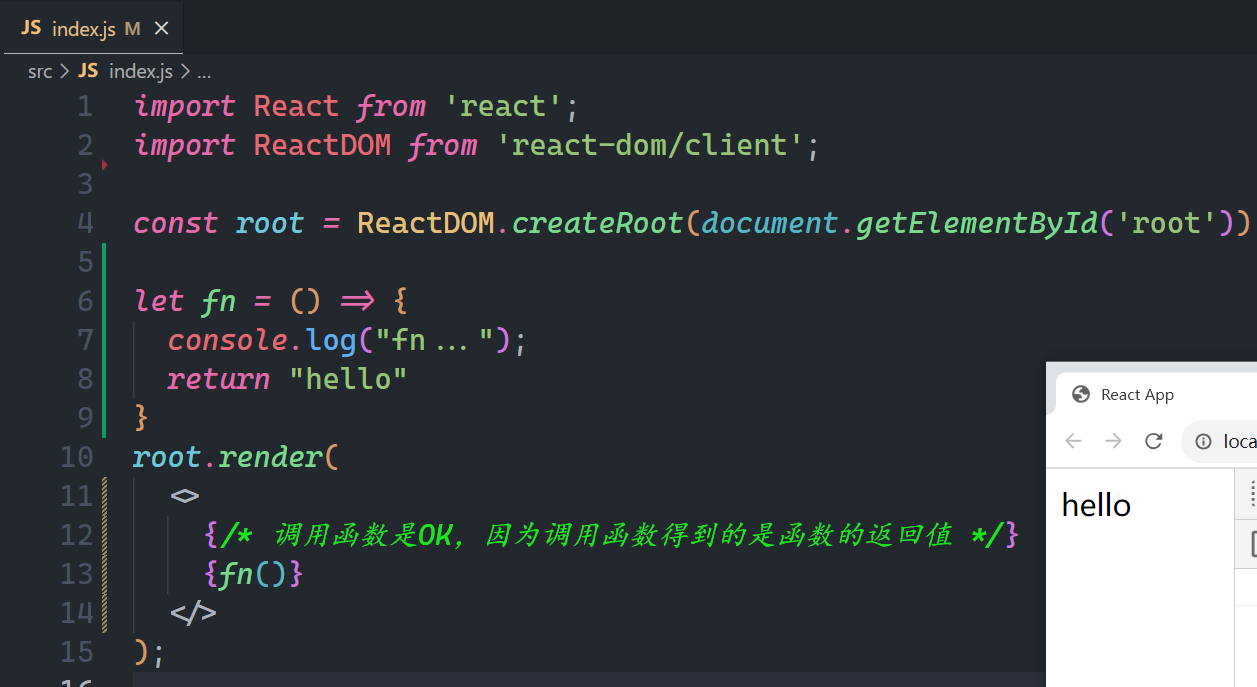 JS index.js M ×
src > JS index.js > ...
1 import React from 'react';
2 import ReactDOM from 'react-dom/client';
3
4 const root = ReactDOM.createRoot(document.getElementById('root'))
5
6 let fn = () => {
7 console.log("fn...");
8 return "hello"
9 }
10 root.render(
11 <>
12 {/* 调用函数是OK，因为调用函数得到的是函数的返回值 */}
13 {fn()}
14 </>
15 );
16
React App
loca
hello